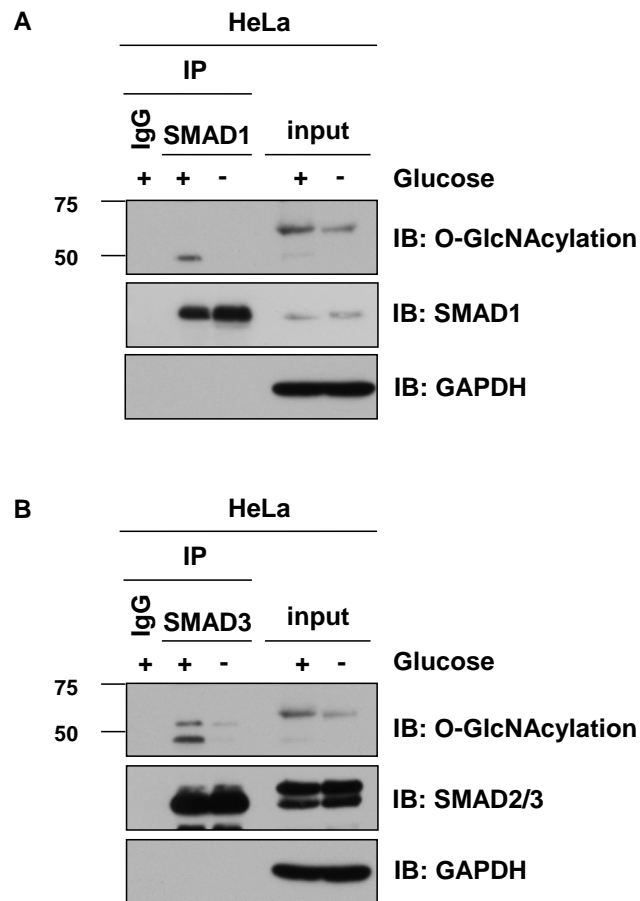 A
HeLa
IP
IgG SMAD1 input
+ + - + - Glucose
75
50
IB: O-GlcNAcylation
IB: SMAD1
IB: GAPDH
B
HeLa
IP
IgG SMAD3 input
+ + - + - Glucose
75
50
IB: O-GlcNAcylation
IB: SMAD2/3
IB: GAPDH